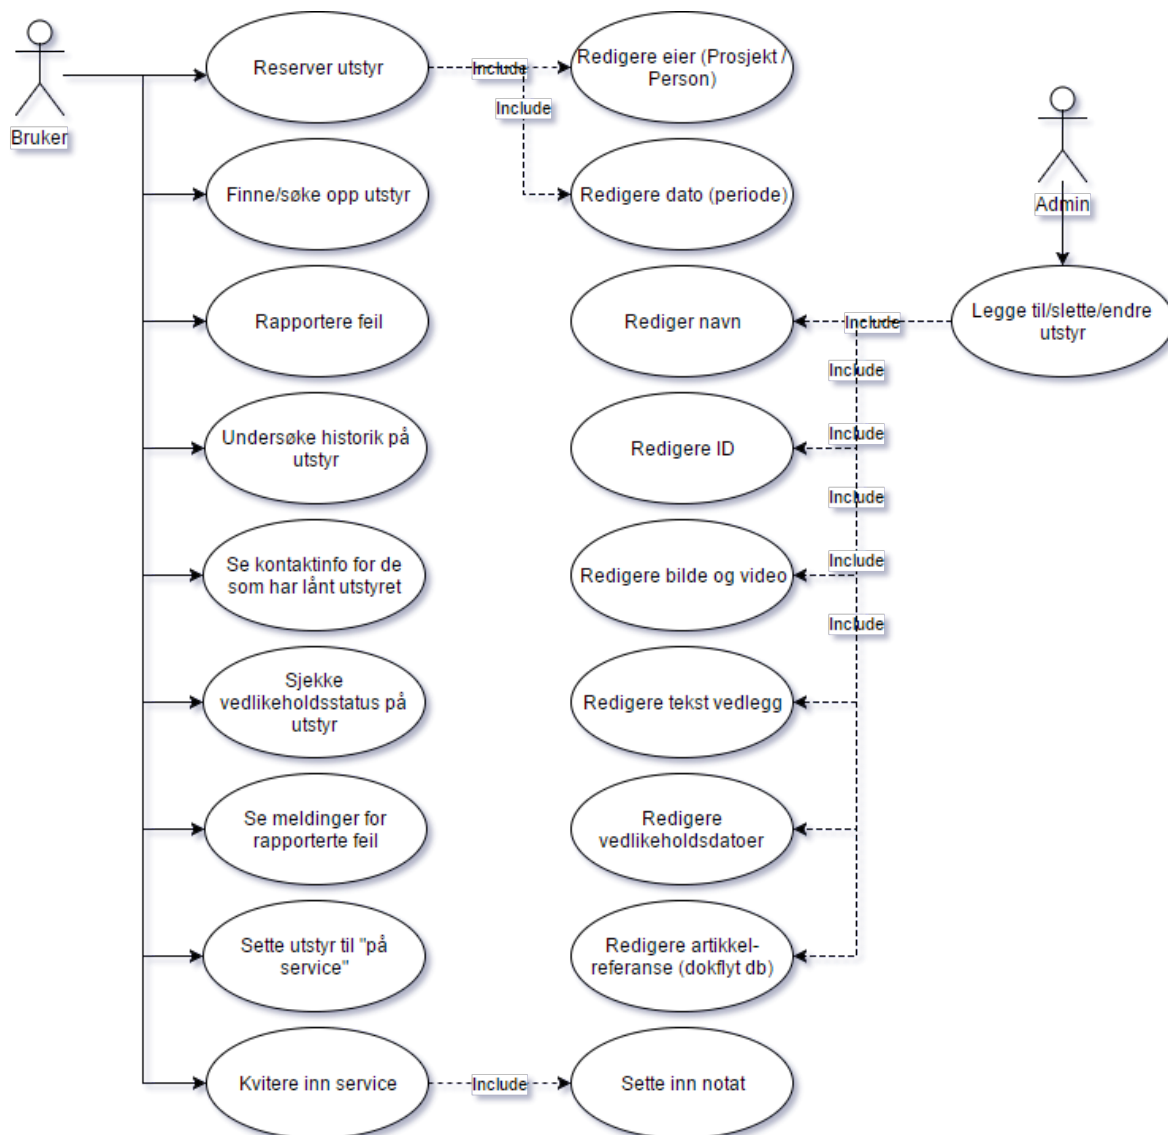 Bruker
Reserver utstyr
Include
Include
Redigere eier (Prosjekt /
Person)
Finne/søke opp utstyr
Redigere dato (periode)
Admin
Rapportere feil
Rediger navn
Include
Legge til/slette/endre
utstyr
Include
Undersøke historik på
utstyr
Redigere ID
Include
Include
Se kontaktinfo for de
som har lånt utstyret
Redigere bilde og video
Include
Include
Sjekke
vedlikeholdsstatus på
utstyr
Redigere tekst vedlegg
Se meldinger for
rapporterte feil
Redigere
vedlikeholdsdatoer
Sette utstyr til "på
service"
Redigere artikkel-
referanse (dokflyt db)
Kvitere inn service
Include
Sette inn notat